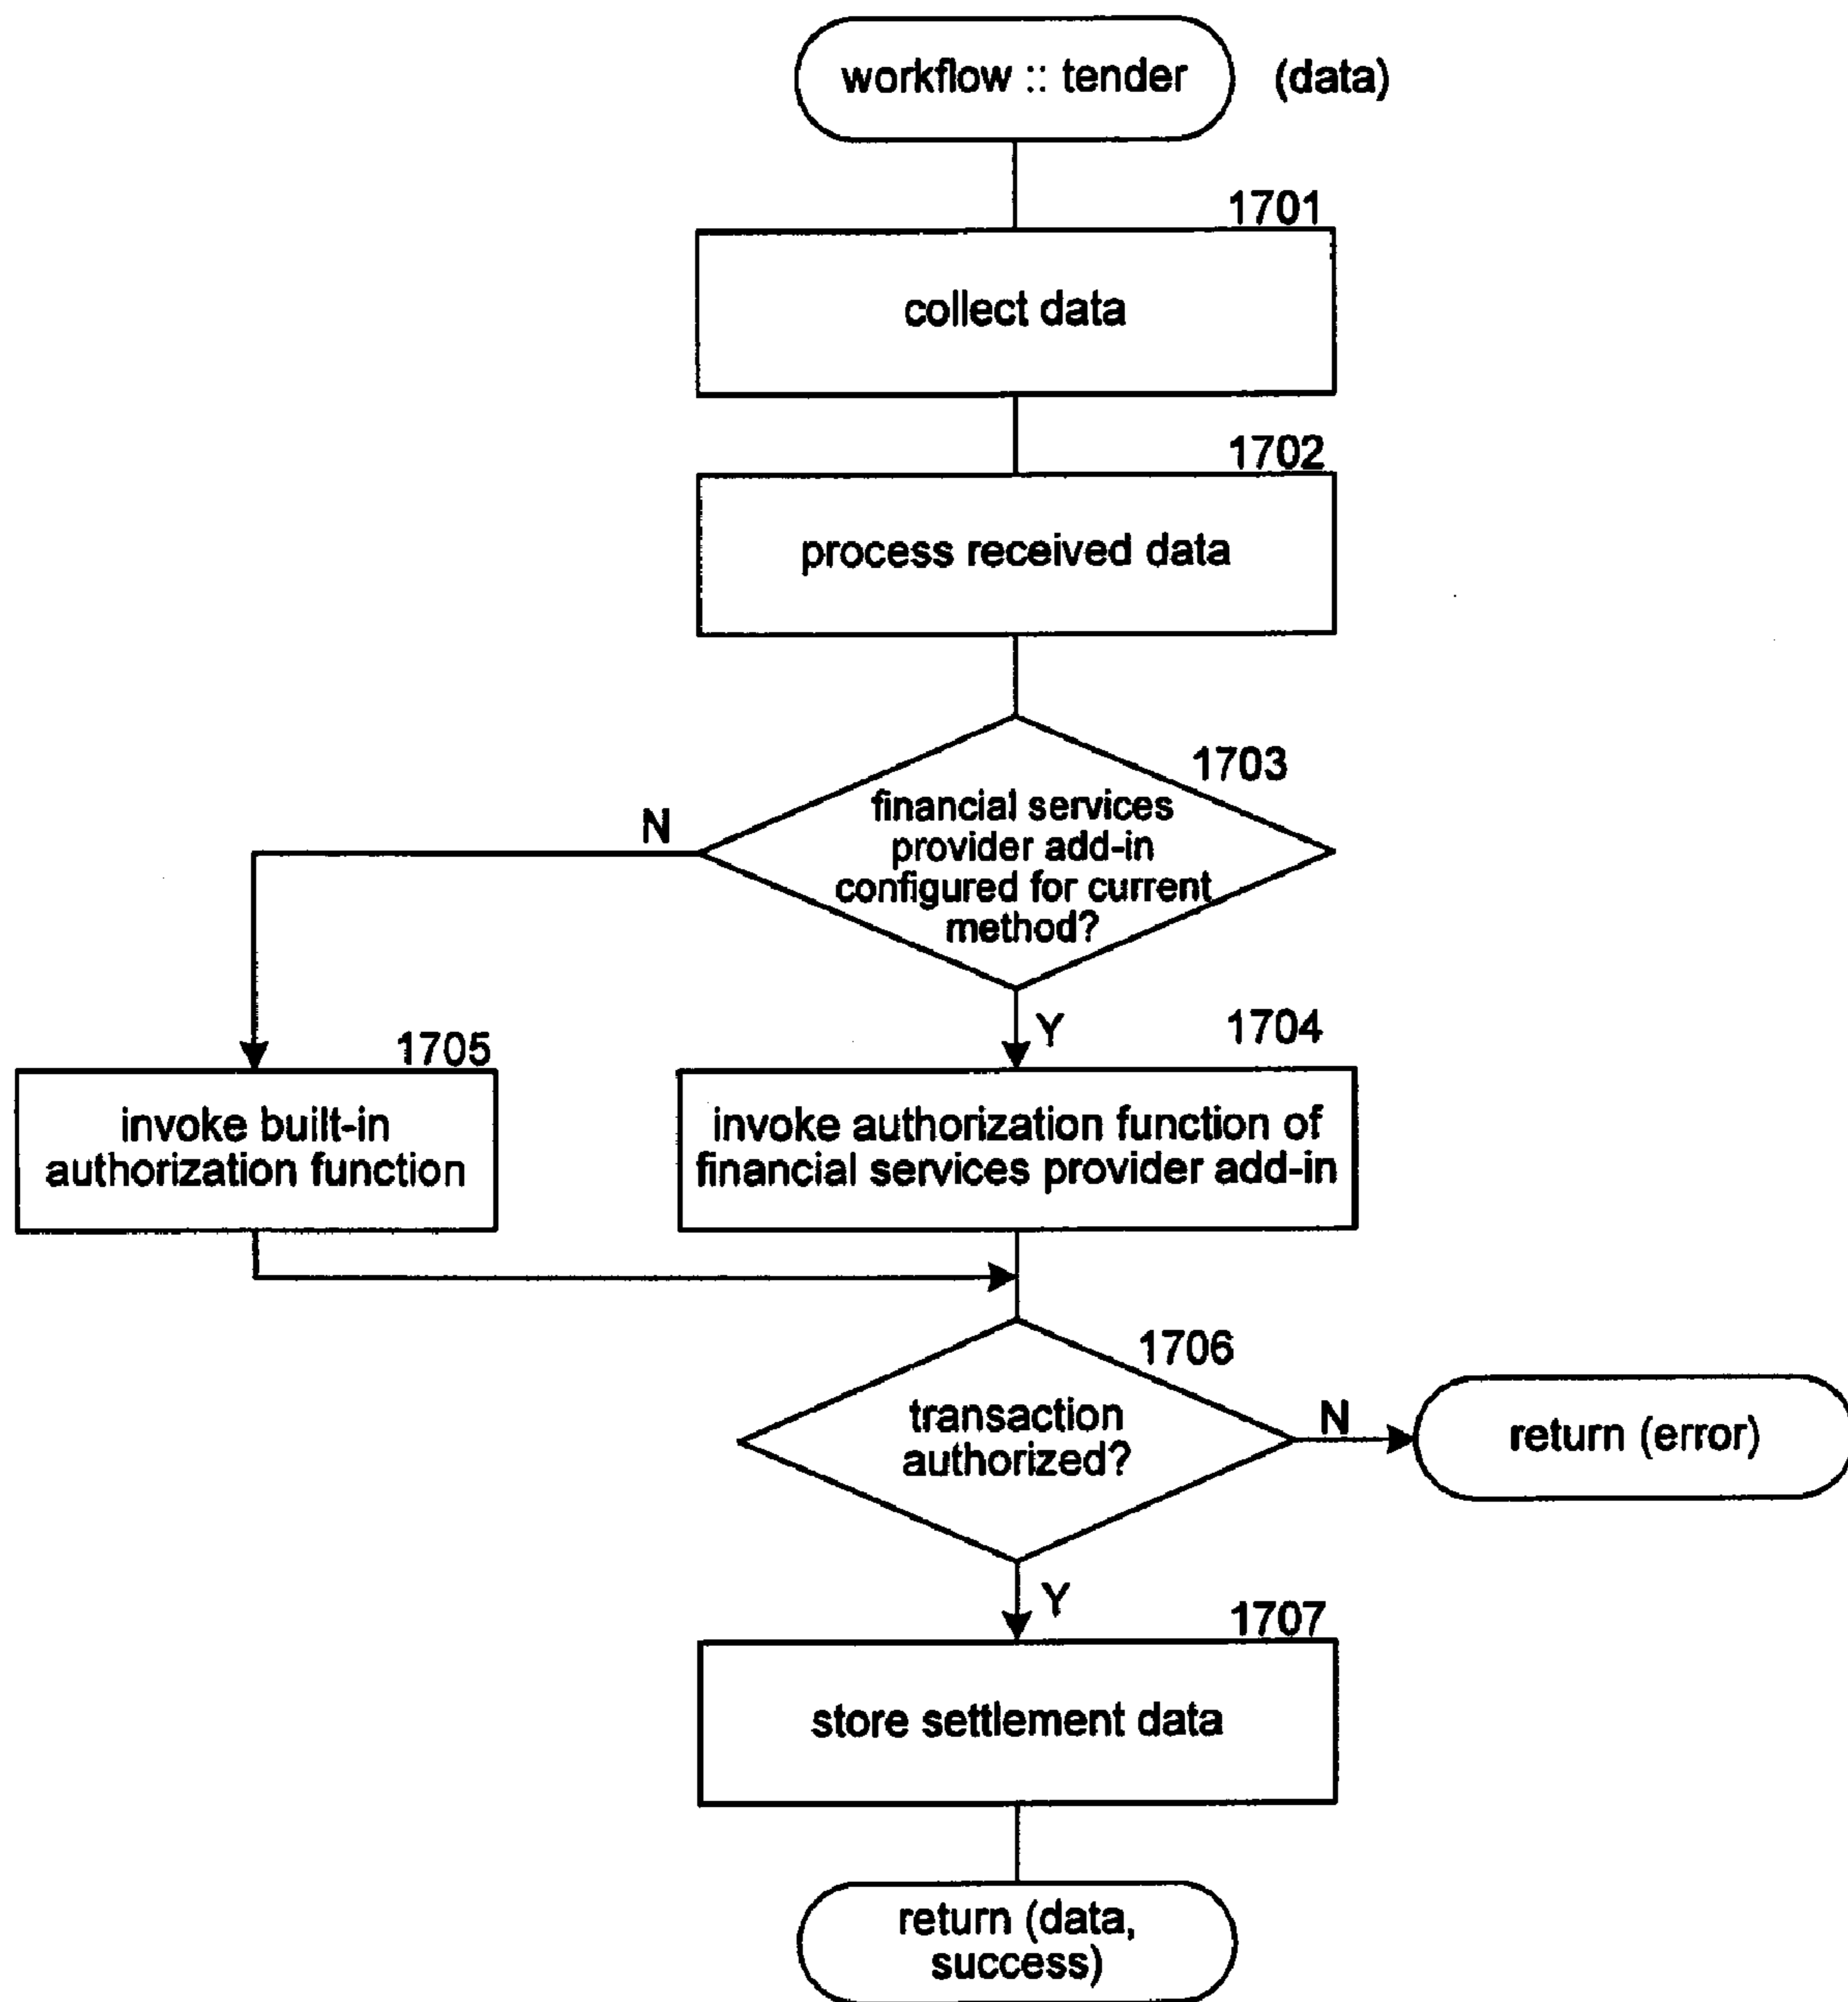 workflow :: tender (data)
1701
collect data
1702
process received data
1703
financial services
provider add-in
configured for current
method?
N
Y
1705
invoke built-in
authorization function
1704
invoke authorization function of
financial services provider add-in
1706
transaction
authorized?
N
return (error)
Y
1707
store settlement data
return (data,
success)